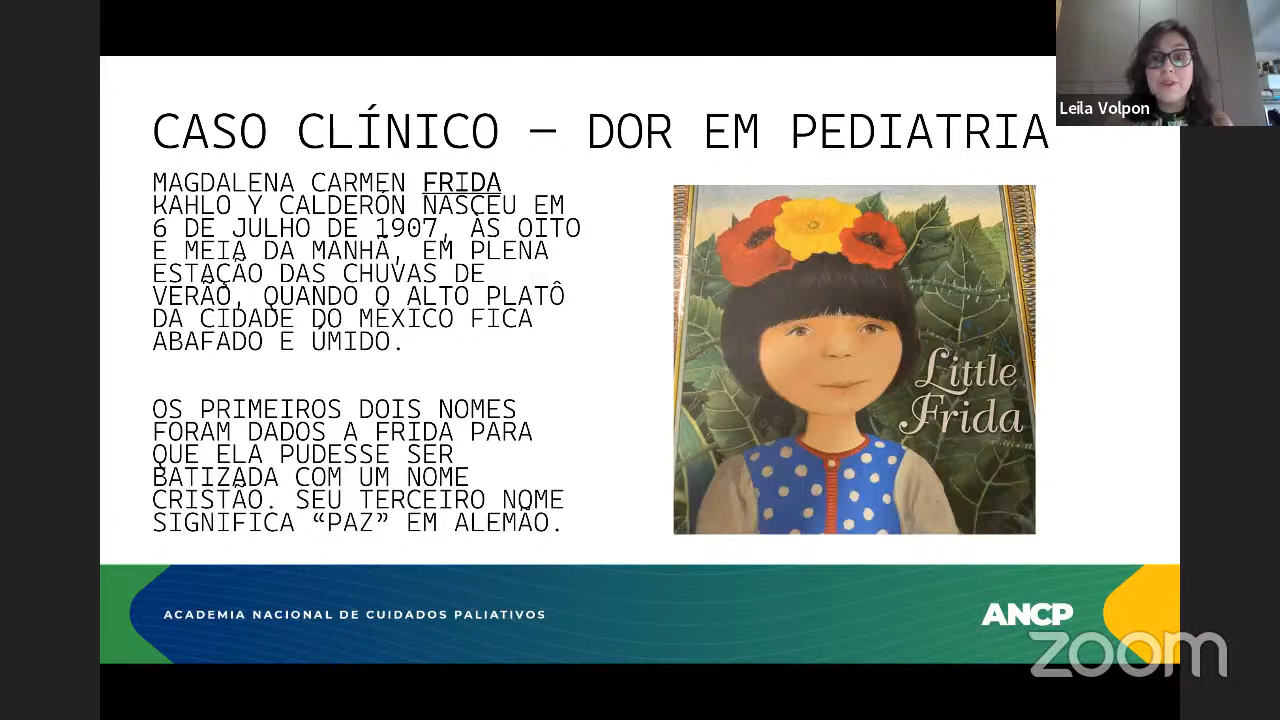 Leila Volpon
CASO CLÍNICO – DOR EM PEDIATRIA
MAGDALENA CARMEN FRIDA
KAHLO Y CALDERÓN NASCEU EM
6 DE JULHO DE 1907, ÀS OITO
E MEIA DA MANHÃ, EM PLENA
ESTAÇÃO DAS CHUVAS DE
VERÃO, QUANDO O ALTO PLATÔ
DA CIDADE DO MEXICO FICA
ABAFADO E ÚMIDO.
OS PRIMEIROS DOIS NOMES
FORAM DADOS A FRIDA PARA
QUE ELA PUDESSE SER
BATIZADA COM UM NOME
CRISTÃO. SEU TERCEIRO NOME
SIGNIFICA “PAZ” EM ALEMÃO.
Little
Frida
ACADEMIA NACIONAL DE CUIDADOS PALIATIVOS
ANCP
zoom